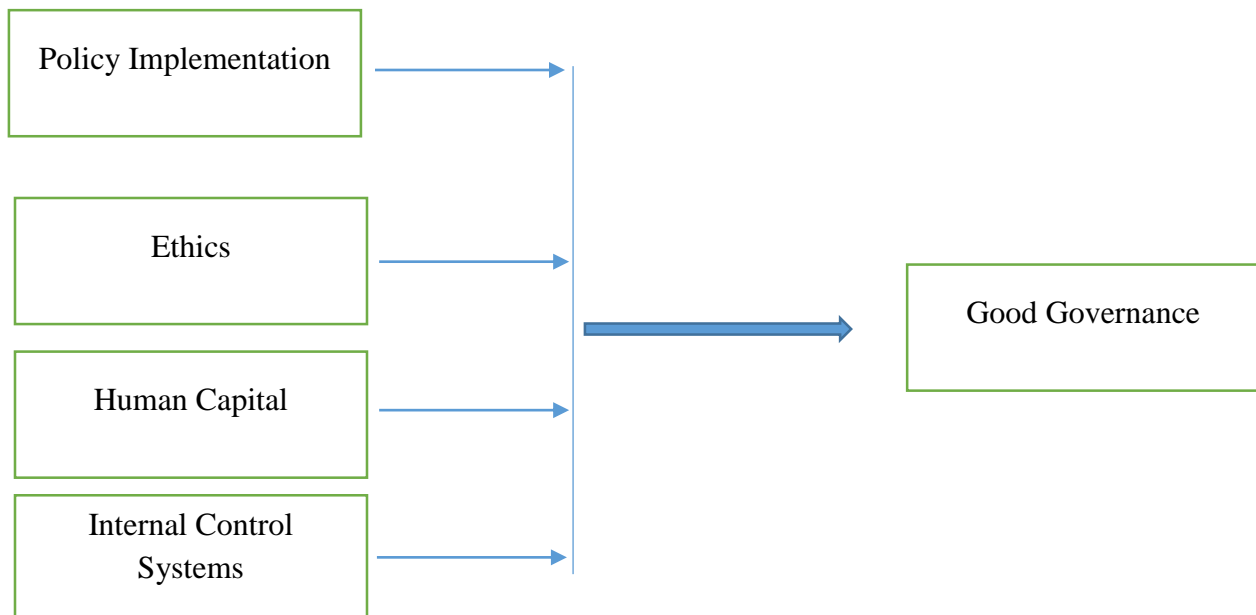 Policy Implementation
Ethics
Human Capital
Internal Control
Systems
Good Governance